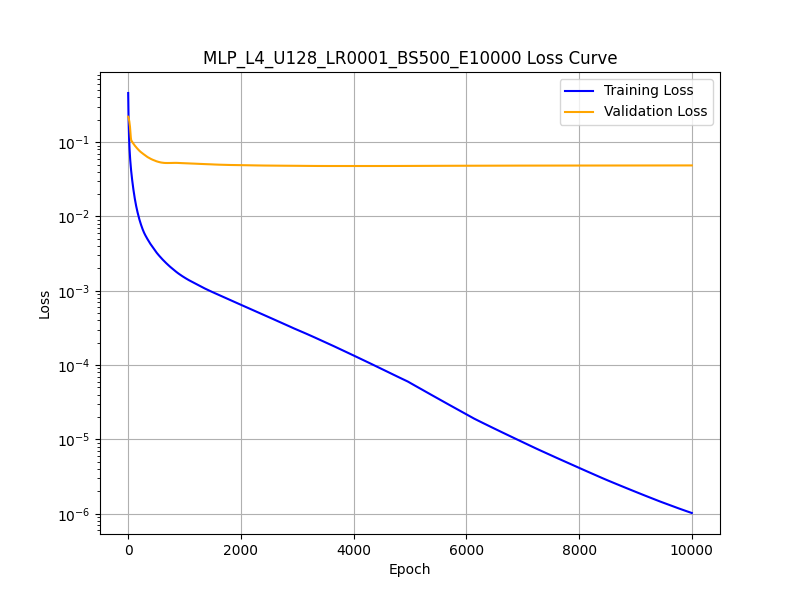 MLP_L4_U128_LR0001_BS500_E10000 Loss Curve
Training Loss
Validation Loss
Loss
10⁻¹
10⁻²
10⁻³
10⁻⁴
10⁻⁵
10⁻⁶
0 2000 4000 6000 8000 10000
Epoch